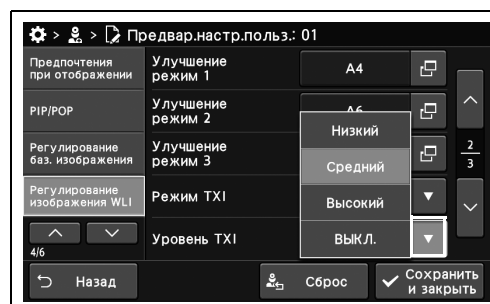 > > Предвар.настр.польз.: 01
Предпочтения
при отображении
PIP/POP
Регулирование
баз. изображения
Регулирование
изображения WLI
4/6
Улучшение
режим 1
A4
Улучшение
режим 2
A6
Улучшение
режим 3
Режим TXI
Уровень TXI
Низкий
Средний
Высокий
ВЫКЛ.
2
3
Назад
Сброс
Сохранить
и закрыть